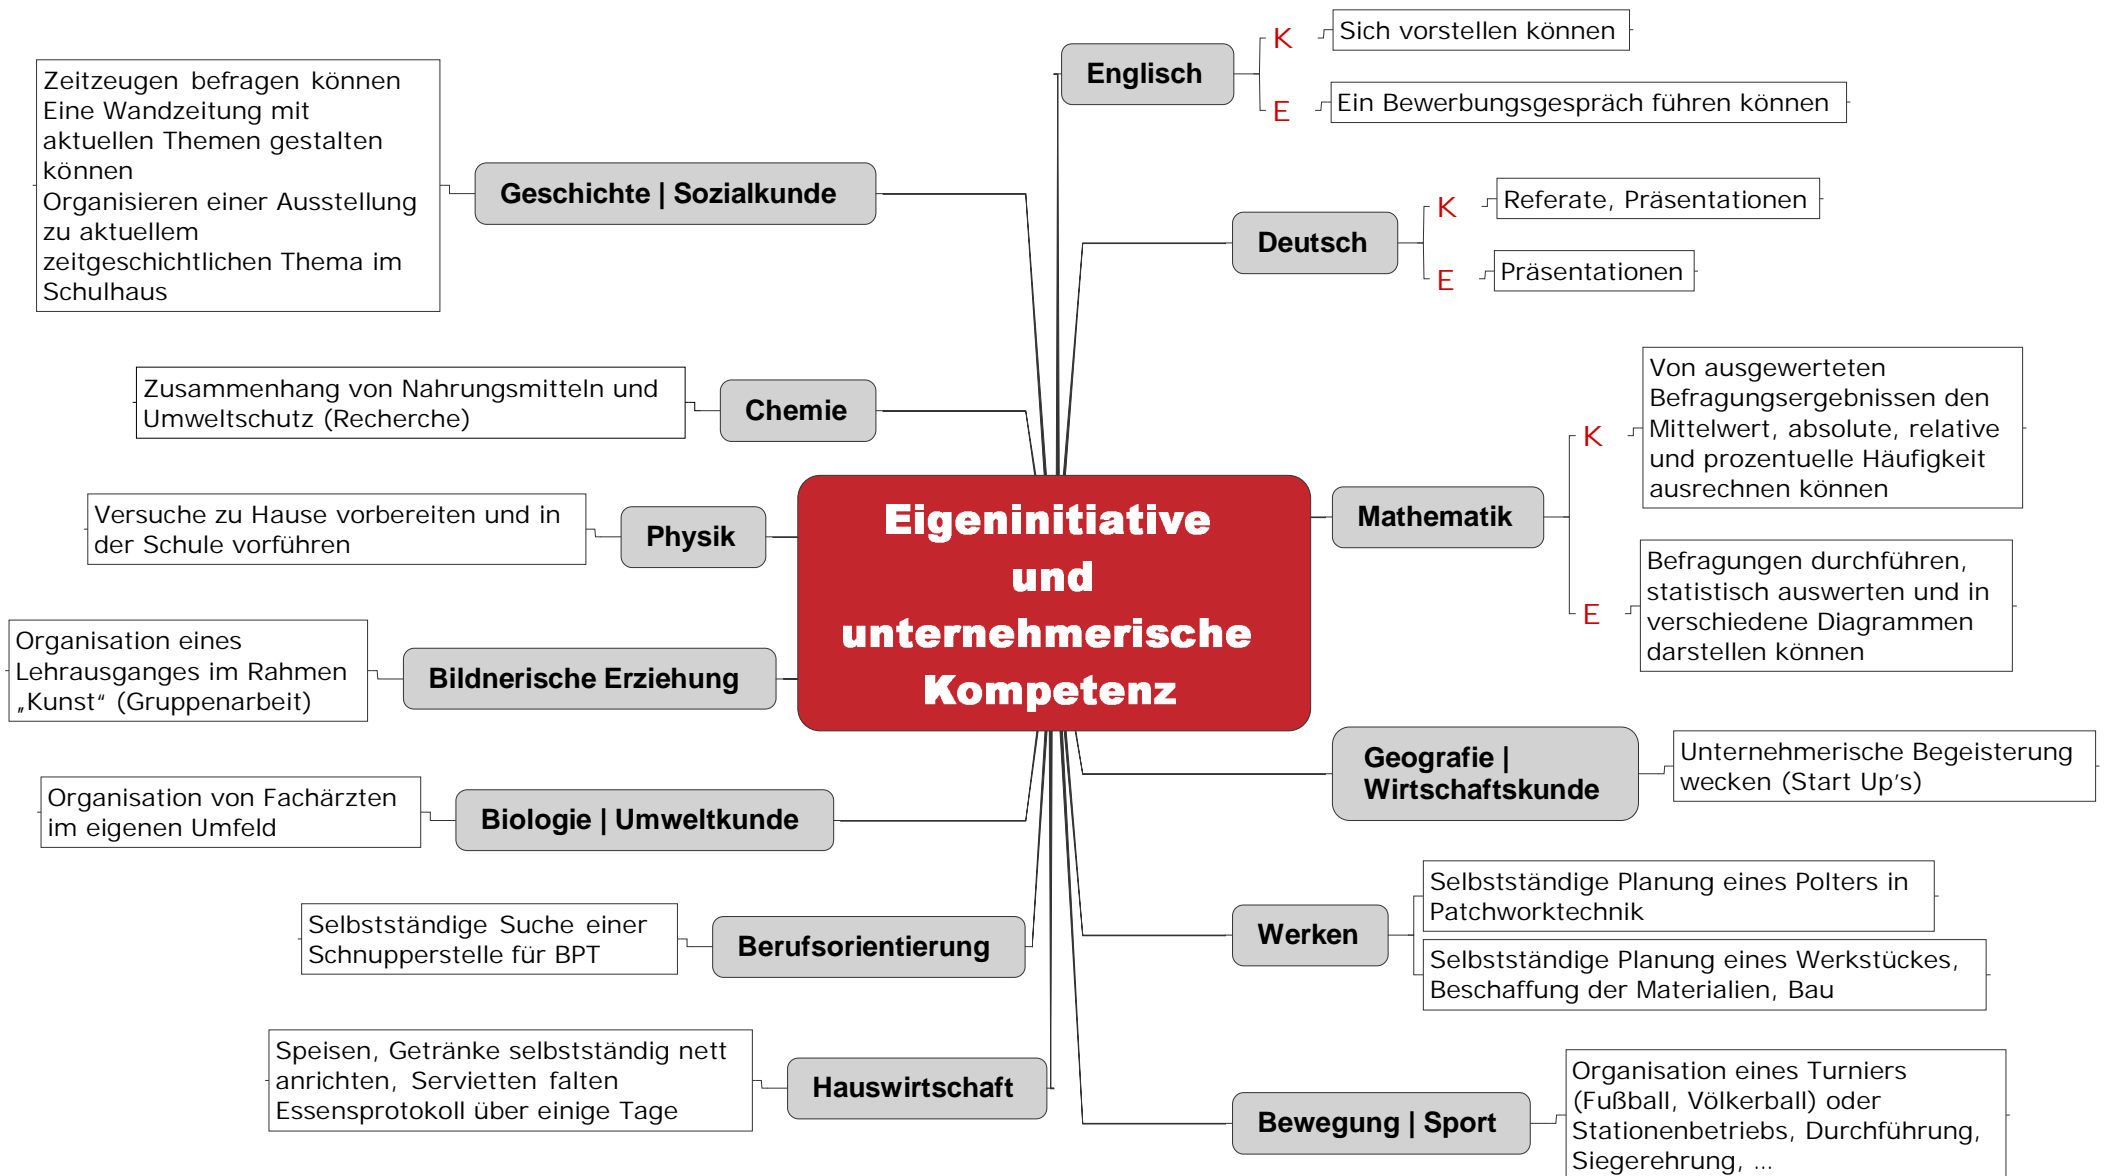 Eigeninitiative
und
unternehmerische
Kompetenz
Englisch
K
Sich vorstellen können
E
Ein Bewerbungsgespräch führen können
Deutsch
K
Referate, Präsentationen
E
Präsentationen
Mathematik
K
Von ausgewerteten
Befragungsergebnissen den
Mittelwert, absolute, relative
und prozentuelle Häufigkeit
ausrechnen können
E
Befragungen durchführen,
statistisch auswerten und in
verschiedene Diagrammen
darstellen können
Geografie |
Wirtschaftskunde
Unternehmerische Begeisterung
wecken (Start Up's)
Werken
Selbstständige Planung eines Polters in
Patchworktechnik
Selbstständige Planung eines Werkstückes,
Beschaffung der Materialien, Bau
Bewegung | Sport
Organisation eines Turniers
(Fußball, Völkerball) oder
Stationenbetriebs, Durchführung,
Siegerehrung, ...
Geschichte | Sozialkunde
Zeitzeugen befragen können
Eine Wandzeitung mit
aktuellen Themen gestalten
können
Organisieren einer Ausstellung
zu aktuellem
zeitgeschichtlichen Thema im
Schulhaus
Chemie
Zusammenhang von Nahrungsmitteln und
Umweltschutz (Recherche)
Physik
Versuche zu Hause vorbereiten und in
der Schule vorführen
Bildnerische Erziehung
Organisation eines
Lehrausganges im Rahmen
„Kunst“ (Gruppenarbeit)
Biologie | Umweltkunde
Organisation von Fachärzten
im eigenen Umfeld
Berufsorientierung
Selbstständige Suche einer
Schnupperstelle für BPT
Hauswirtschaft
Speisen, Getränke selbstständig nett
anrichten, Servietten falten
Essensprotokoll über einige Tage